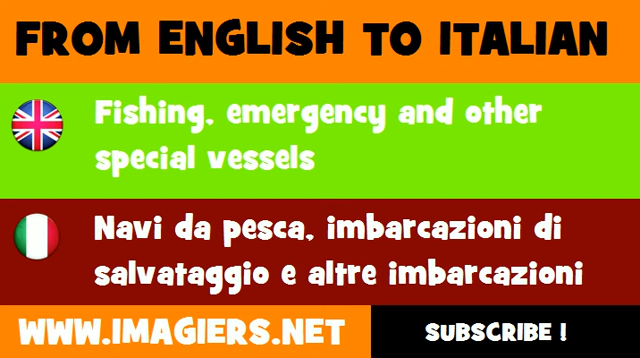 FROM ENGLISH TO ITALIAN
Fishing, emergency and other
special vessels
Navi da pesca, imbarcazioni di
salvataggio e altre imbarcazioni
WWW.IMAGIERS.NET
SUBSCRIBE !